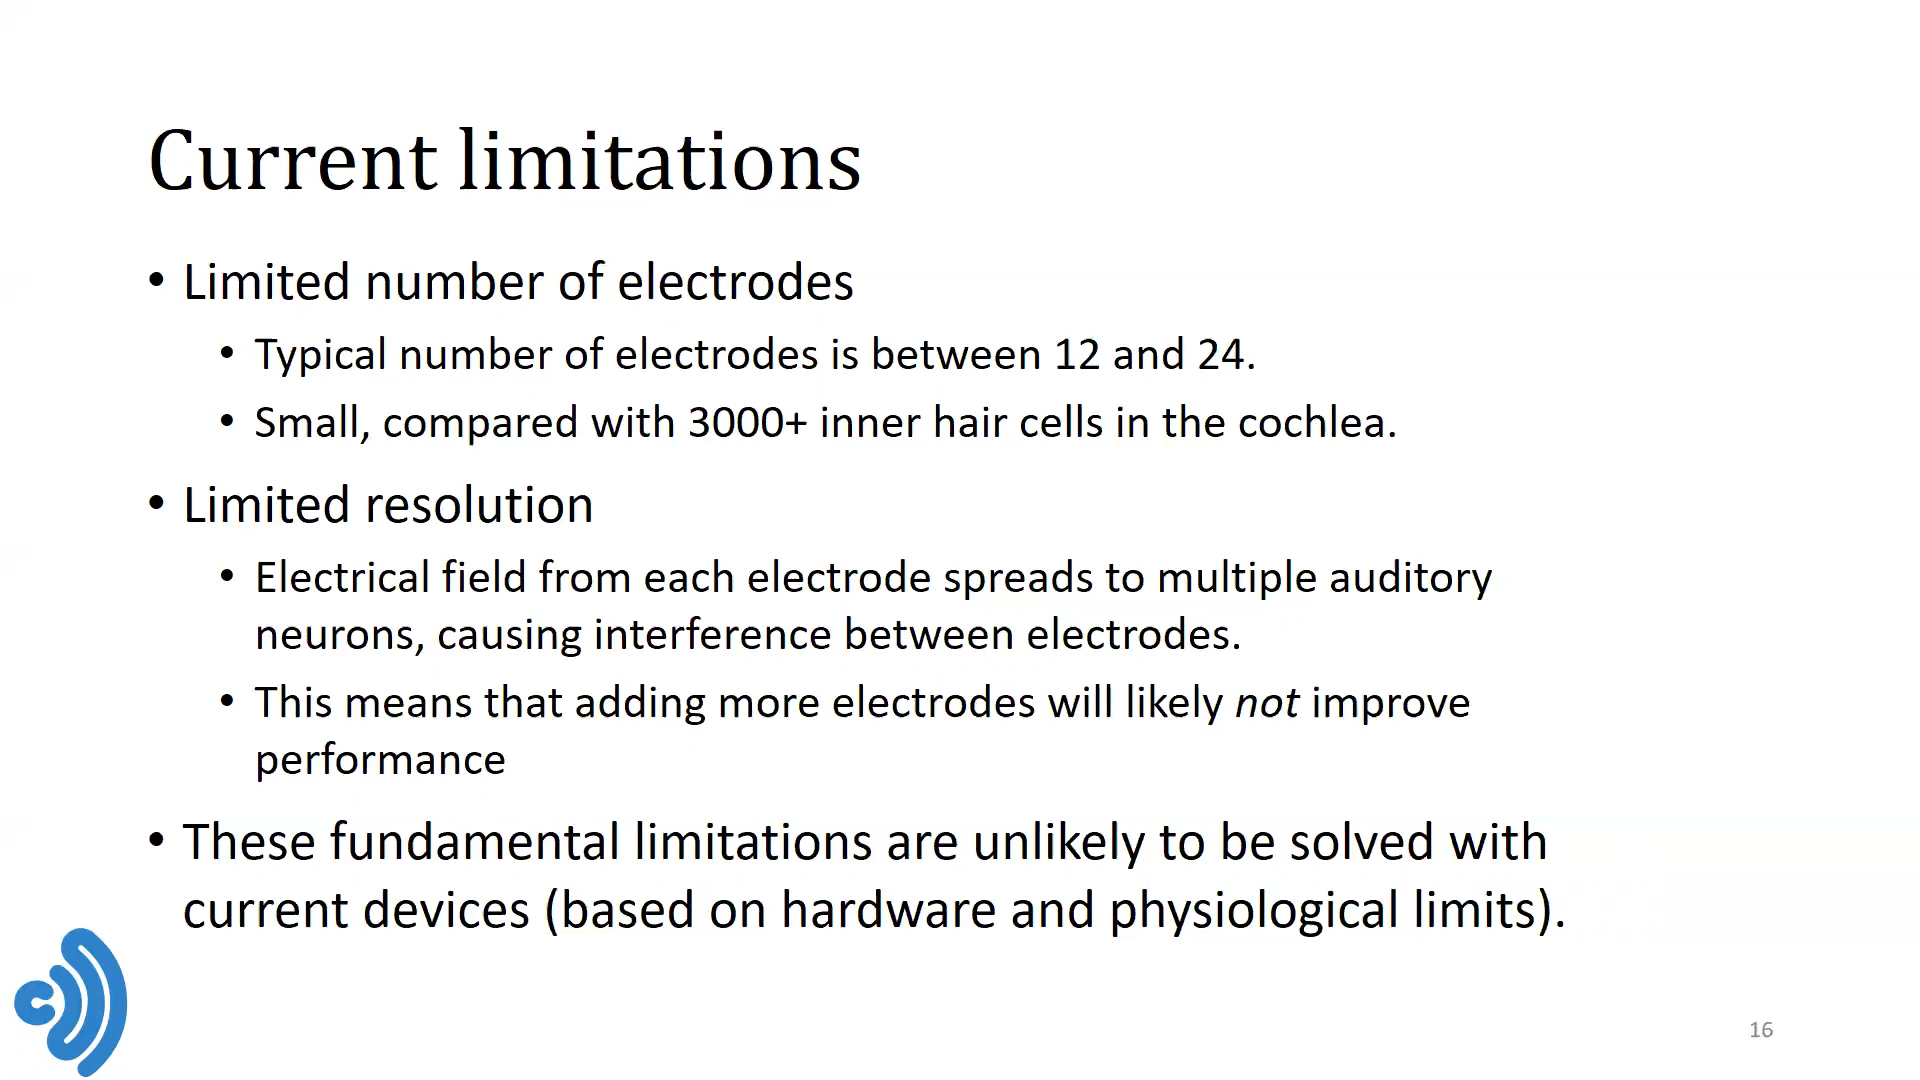 Current limitations
• Limited number of electrodes
• Typical number of electrodes is between 12 and 24.
• Small, compared with 3000+ inner hair cells in the cochlea.
• Limited resolution
• Electrical field from each electrode spreads to multiple auditory
neurons, causing interference between electrodes.
• This means that adding more electrodes will likely not improve
performance
• These fundamental limitations are unlikely to be solved with
current devices (based on hardware and physiological limits).
16